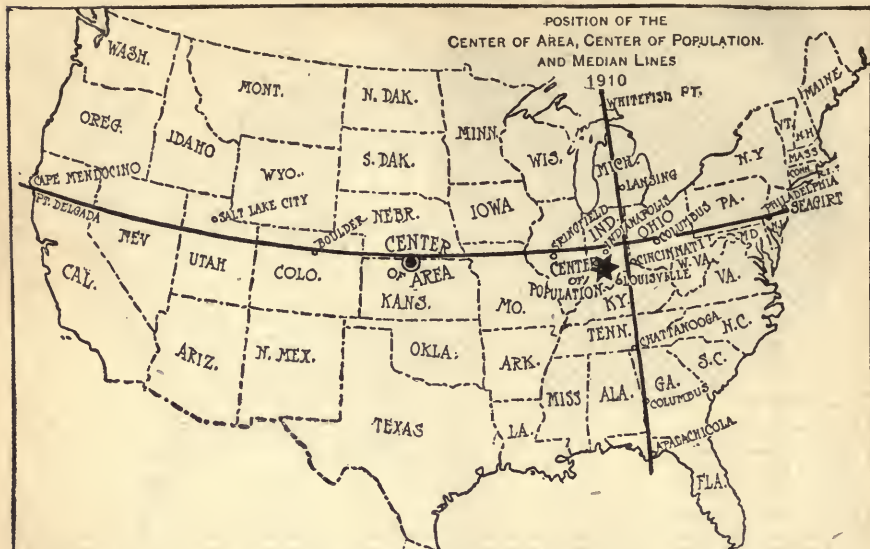 POSITION OF THE
CENTER OF AREA, CENTER OF POPULATION.
AND MEDIAN LINES
1910
WHITEFISH PT.
WASH.
MONT.
N. DAK.
MINN.
MAINE
OREG.
IDAHO
WYO.
S. DAK.
WIS.
MICH.
LANSING
N.Y
VT.
N.H.
MASS
CONN.
R.I.
CAPE MENDOCINO
PT. DELGADA
SALT LAKE CITY
NEBR.
IOWA
SPRINGFIELD
IND.
INDIANAPOLIS
OHIO
COLUMBUS
PA.
PHILADELPHIA
SEAGIRT
NEV
BOULDER
CENTER
OF AREA
CAL.
UTAH
COLO.
KANS.
MO.
CENTER
OF
POPULATION
CINCINNATI
LOUISVILLE
W. VA.
MD
VA.
KY.
TENN.
CHATTANOOGA
N.C.
ARIZ.
N. MEX.
OKLA.
ARK.
S.C.
MISS
ALA.
GA.
COLUMBUS
TEXAS
LA.
APALACHICOLA
FLA.